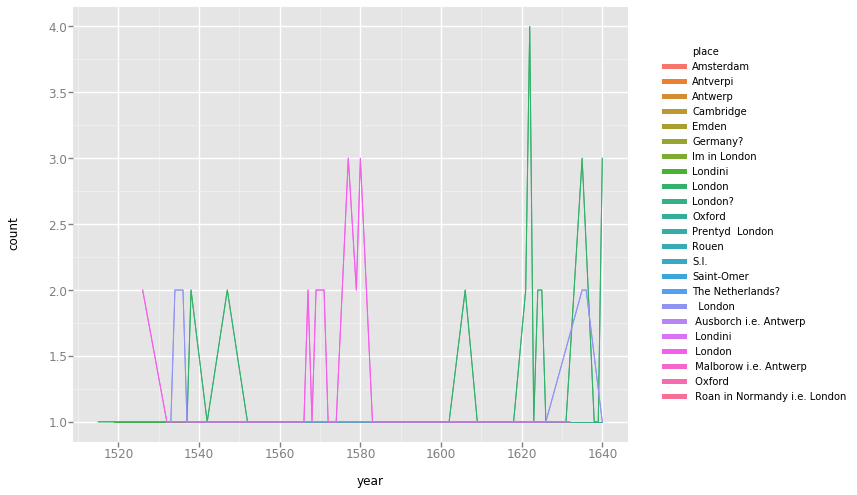 4.0
3.5
3.0
2.5
2.0
1.5
1.0
count
1520
1540
1560
1580
1600
1620
1640
year
place
Amsterdam
Antverpi
Antwerp
Cambridge
Emden
Germany?
Im in London
Londini
London
London?
Oxford
Prentyd  London
Rouen
S.l.
Saint-Omer
The Netherlands?
London
Ausborch i.e. Antwerp
Londini
London
Malborow i.e. Antwerp
Oxford
Roan in Normandy i.e. London